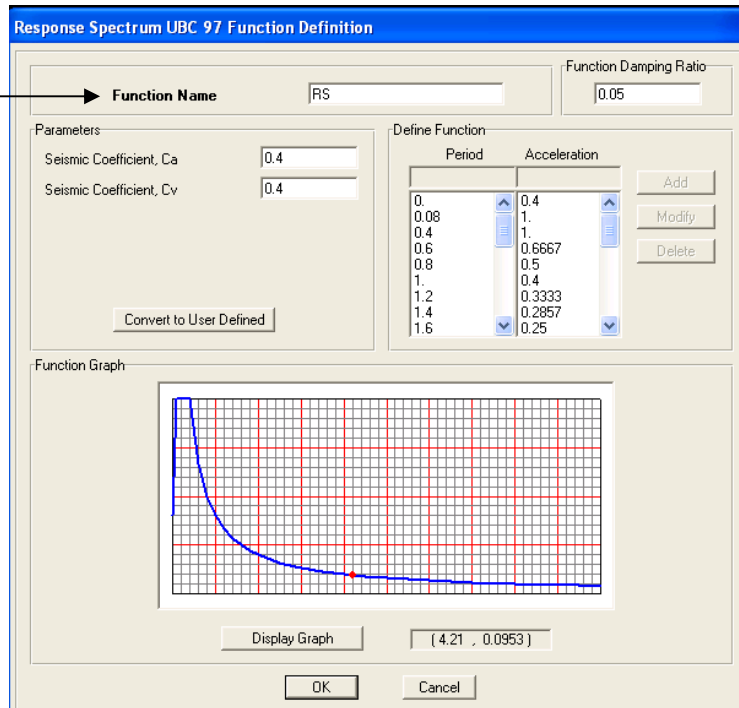 Response Spectrum UBC 97 Function Definition
Function Damping Ratio
Function Name RS 0.05
Parameters
Seismic Coefficient, Ca 0.4
Seismic Coefficient, Cv 0.4
Convert to User Defined
Define Function
Period Acceleration
0. 0.4
0.08 1.
0.4 1.
0.6 0.6667
0.8 0.5
1. 0.4
1.2 0.3333
1.4 0.2857
1.6 0.25
Add
Modify
Delete
Function Graph
Display Graph (4.21 , 0.0953)
OK Cancel